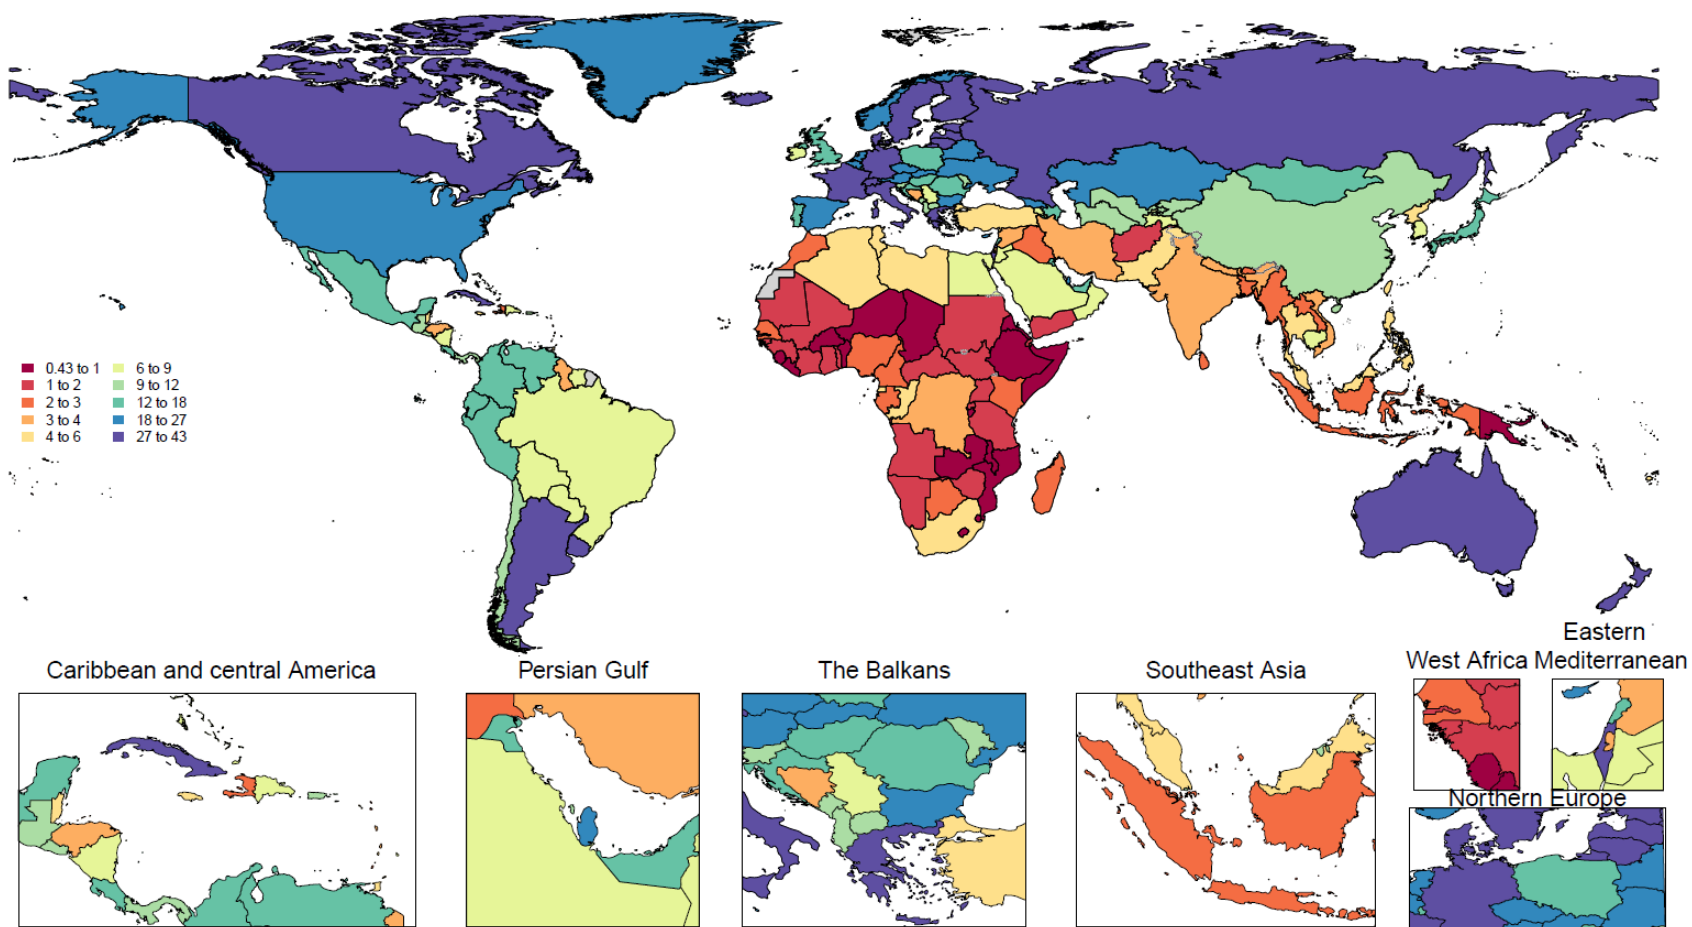 0.43 to 1
1 to 2
2 to 3
3 to 4
4 to 6
6 to 9
9 to 12
12 to 18
18 to 27
27 to 43
Caribbean and central America
Persian Gulf
The Balkans
Southeast Asia
West Africa
Eastern
Mediterranean
Northern Europe